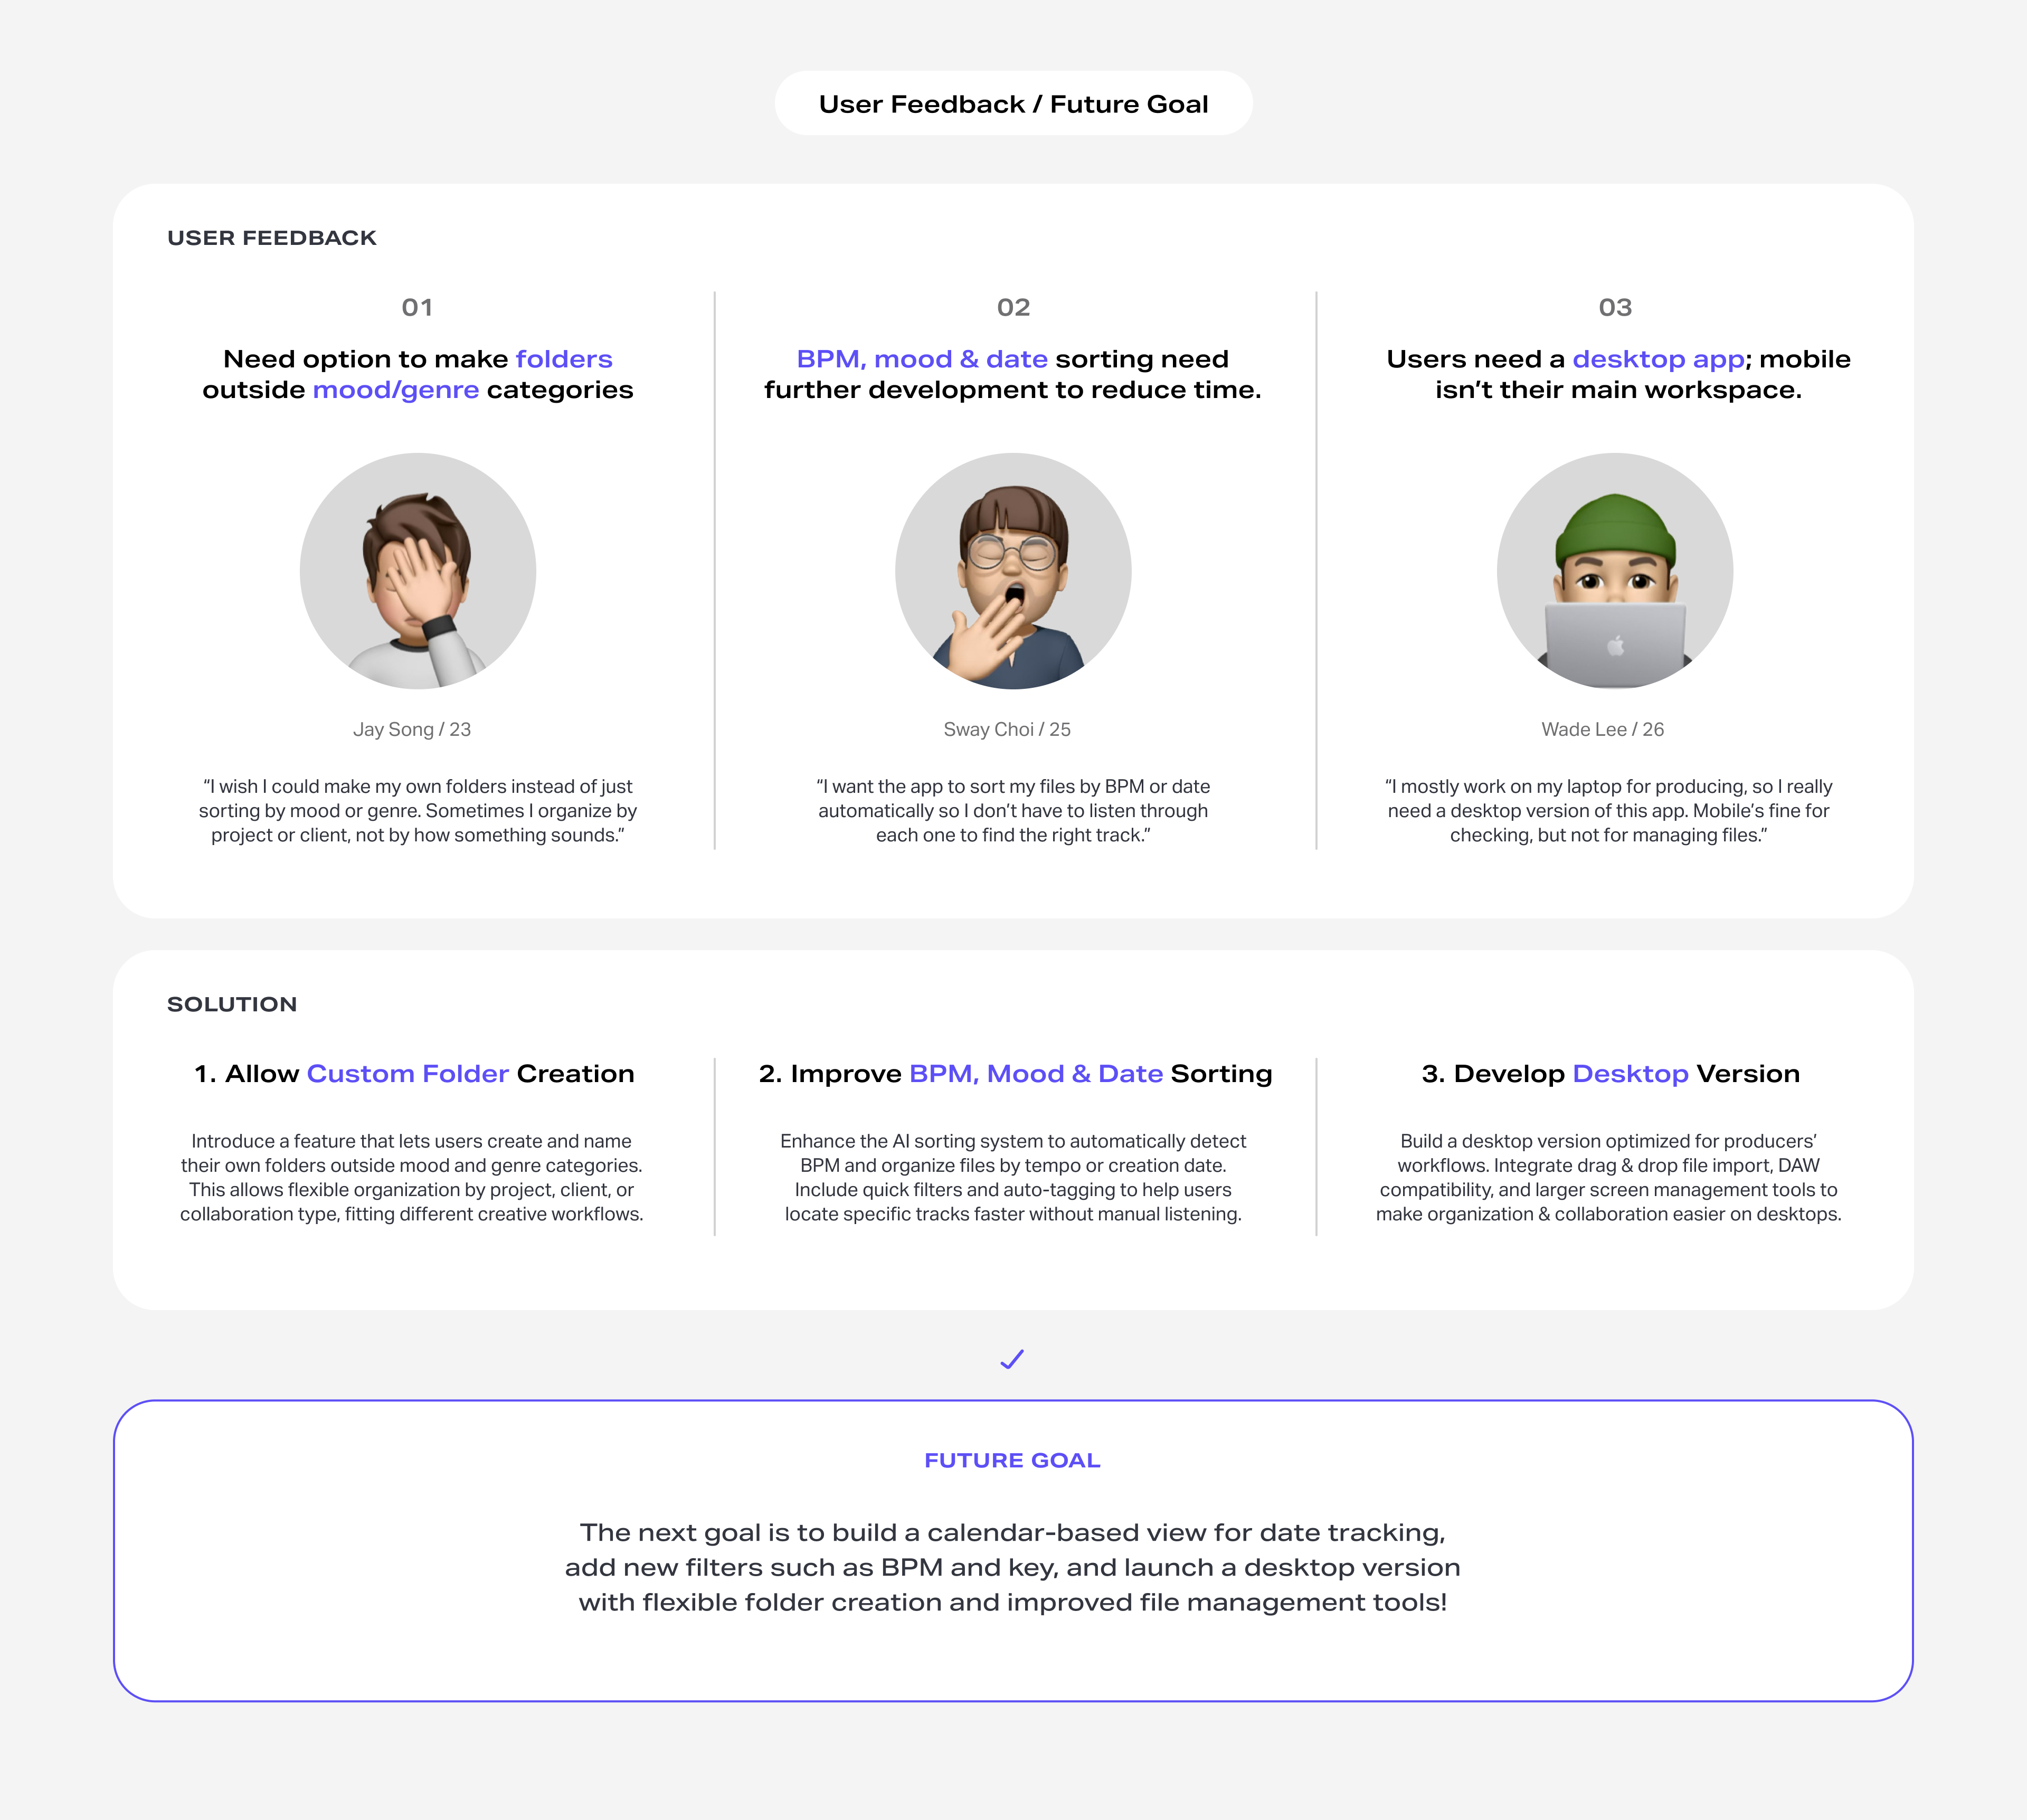 User Feedback / Future Goal
USER FEEDBACK
01
Need option to make folders
outside mood/genre categories
Jay Song / 23
“I wish I could make my own folders instead of just
sorting by mood or genre. Sometimes I organize by
project or client, not by how something sounds.”
02
BPM, mood & date sorting need
further development to reduce time.
Sway Choi / 25
“I want the app to sort my files by BPM or date
automatically so I don’t have to listen through
each one to find the right track.”
03
Users need a desktop app; mobile
isn’t their main workspace.
Wade Lee / 26
“I mostly work on my laptop for producing, so I really
need a desktop version of this app. Mobile’s fine for
checking, but not for managing files.”
SOLUTION
1. Allow Custom Folder Creation
Introduce a feature that lets users create and name
their own folders outside mood and genre categories.
This allows flexible organization by project, client, or
collaboration type, fitting different creative workflows.
2. Improve BPM, Mood & Date Sorting
Enhance the AI sorting system to automatically detect
BPM and organize files by tempo or creation date.
Include quick filters and auto-tagging to help users
locate specific tracks faster without manual listening.
3. Develop Desktop Version
Build a desktop version optimized for producers’
workflows. Integrate drag & drop file import, DAW
compatibility, and larger screen management tools to
make organization & collaboration easier on desktops.
FUTURE GOAL
The next goal is to build a calendar-based view for date tracking,
add new filters such as BPM and key, and launch a desktop version
with flexible folder creation and improved file management tools!